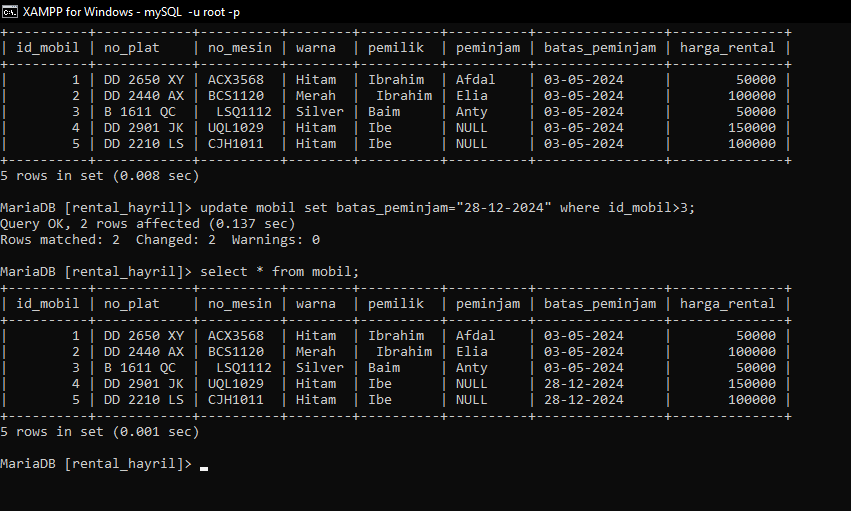 XAMPP for Windows - mySQL  -u root -p
+----------+------------+----------+--------+---------+----------+----------------+--------------+
| id_mobil | no_plat    | no_mesin | warna  | pemilik  | peminjam | batas_peminjam | harga_rental |
+----------+------------+----------+--------+---------+----------+----------------+--------------+
|        1 | DD 2650 XY | ACX3568  | Hitam  | Ibrahim  | Afdal    | 03-05-2024     |        50000 |
|        2 | DD 2440 AX | BCS1120  | Merah  |  Ibrahim | Elia     | 03-05-2024     |       100000 |
|        3 | B 1611 QC  |  LSQ1112 | Silver | Baim     | Anty     | 03-05-2024     |        50000 |
|        4 | DD 2901 JK | UQL1029  | Hitam  | Ibe      | NULL     | 03-05-2024     |       150000 |
|        5 | DD 2210 LS | CJH1011  | Hitam  | Ibe      | NULL     | 03-05-2024     |       100000 |
+----------+------------+----------+--------+----------+----------+----------------+--------------+
5 rows in set (0.008 sec)
MariaDB [rental_hayril]> update mobil set batas_peminjam="28-12-2024" where id_mobil>3;
Query OK, 2 rows affected (0.137 sec)
Rows matched: 2  Changed: 2  Warnings: 0
MariaDB [rental_hayril]> select * from mobil;
+----------+------------+----------+--------+----------+----------+----------------+--------------+
| id_mobil | no_plat    | no_mesin | warna  | pemilik  | peminjam | batas_peminjam | harga_rental |
+----------+------------+----------+--------+----------+----------+----------------+--------------+
|        1 | DD 2650 XY | ACX3568  | Hitam  | Ibrahim  | Afdal    | 03-05-2024     |        50000 |
|        2 | DD 2440 AX | BCS1120  | Merah  |  Ibrahim | Elia     | 03-05-2024     |       100000 |
|        3 | B 1611 QC  |  LSQ1112 | Silver | Baim     | Anty     | 03-05-2024     |        50000 |
|        4 | DD 2901 JK | UQL1029  | Hitam  | Ibe      | NULL     | 28-12-2024     |       150000 |
|        5 | DD 2210 LS | CJH1011  | Hitam  | Ibe      | NULL     | 28-12-2024     |       100000 |
+----------+------------+----------+--------+----------+----------+----------------+--------------+
5 rows in set (0.001 sec)
MariaDB [rental_hayril]> _